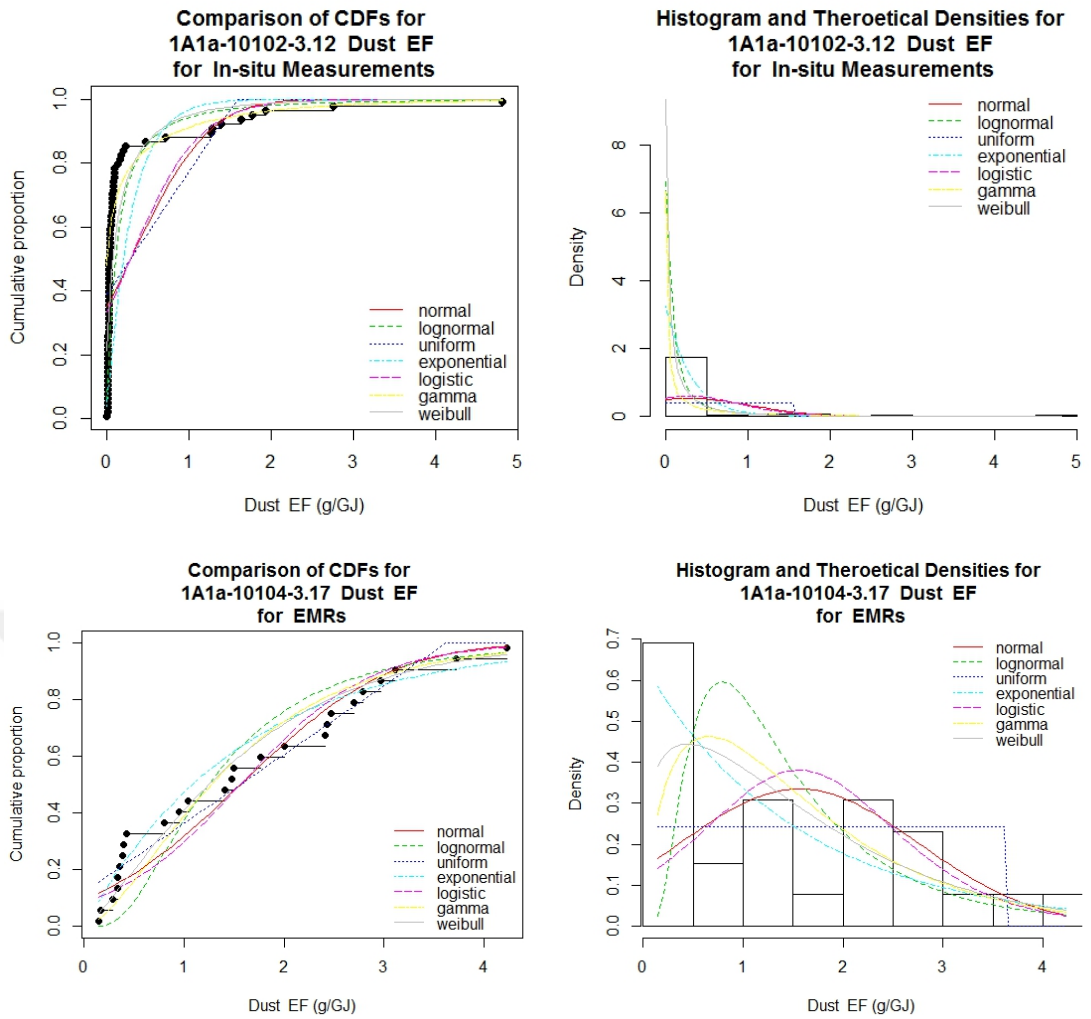 Comparison of CDFs for
1A1a-10102-3.12 Dust EF
for In-situ Measurements
Cumulative proportion
1.0
0.8
0.6
0.4
0.2
0.0
normal
lognormal
uniform
exponential
logistic
gamma
weibull
0 1 2 3 4 5
Dust EF (g/GJ)
Histogram and Theroetical Densities for
1A1a-10102-3.12 Dust EF
for In-situ Measurements
Density
8
6
4
2
0
normal
lognormal
uniform
exponential
logistic
gamma
weibull
0 1 2 3 4 5
Dust EF (g/GJ)
Comparison of CDFs for
1A1a-10104-3.17 Dust EF
for EMRs
Cumulative proportion
1.0
0.8
0.6
0.4
0.2
0.0
normal
lognormal
uniform
exponential
logistic
gamma
weibull
0 1 2 3 4
Dust EF (g/GJ)
Histogram and Theroetical Densities for
1A1a-10104-3.17 Dust EF
for EMRs
Density
0.7
0.6
0.5
0.4
0.3
0.2
0.1
0.0
normal
lognormal
uniform
exponential
logistic
gamma
weibull
0 1 2 3 4
Dust EF (g/GJ)